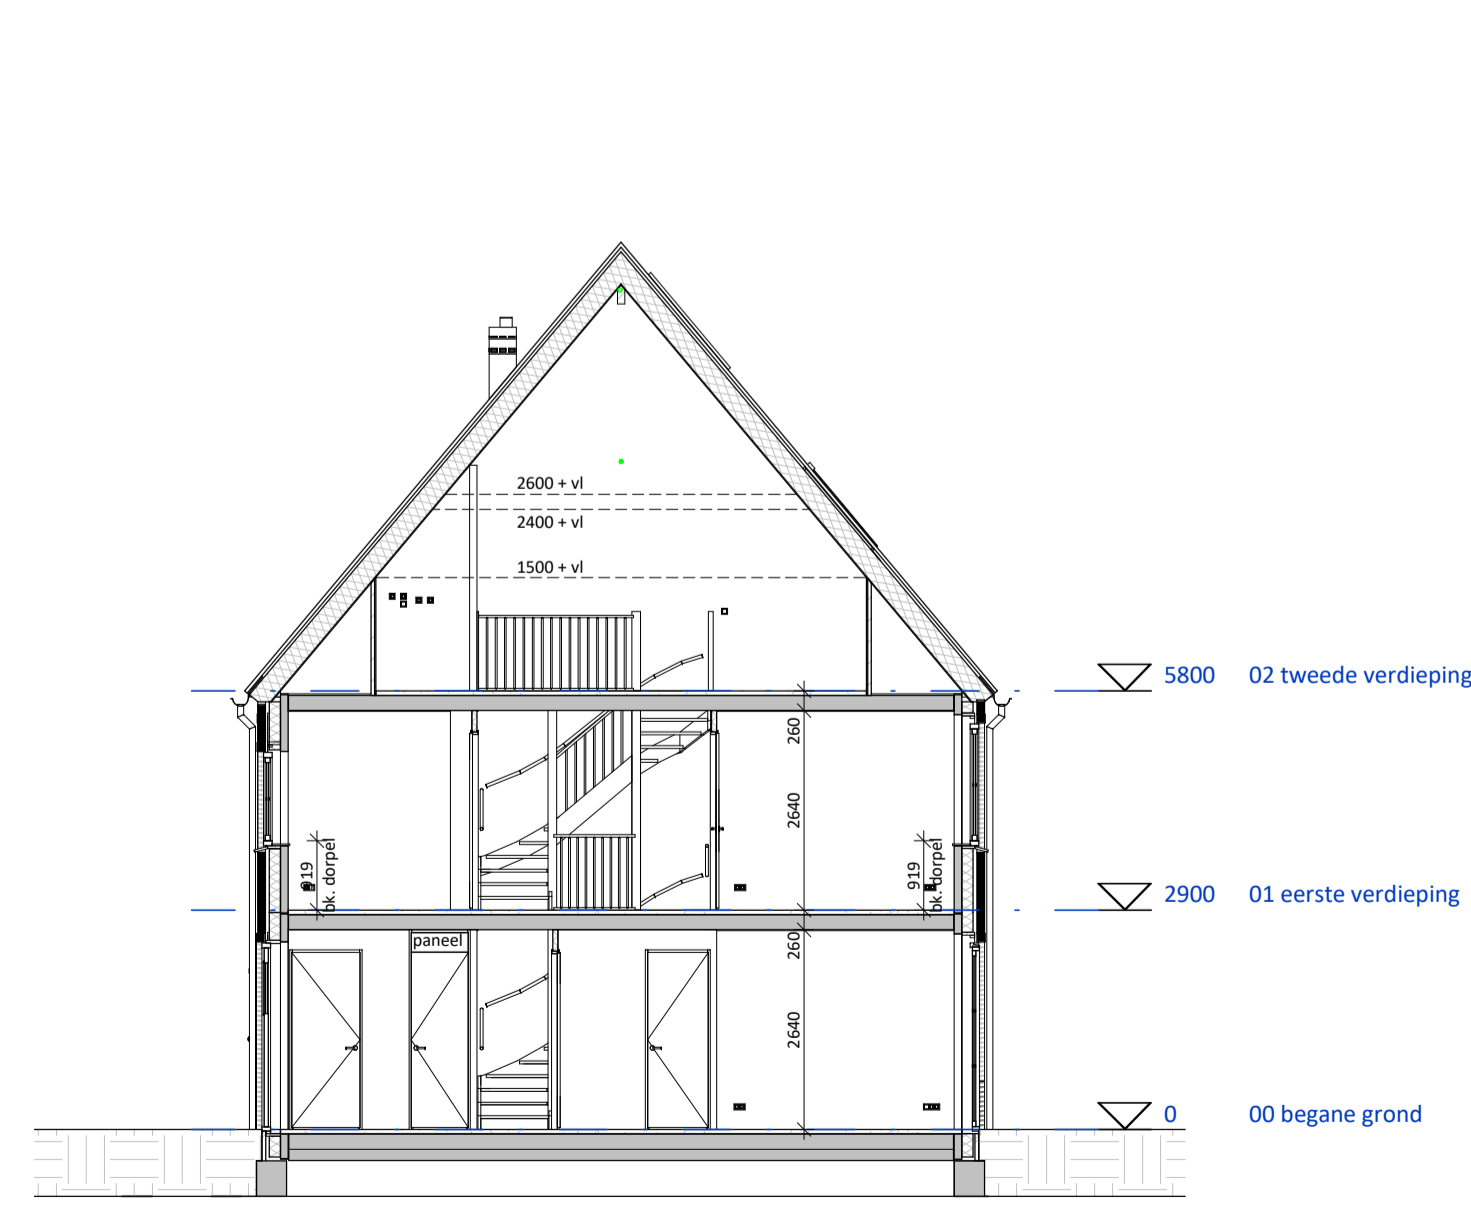 2600 + vl
2400 + vl
1500 + vl
5800 02 tweede verdieping
260
2640
919
bk. dorpel
919
bk. dorpel
2900 01 eerste verdieping
paneel
260
2640
0 00 begane grond